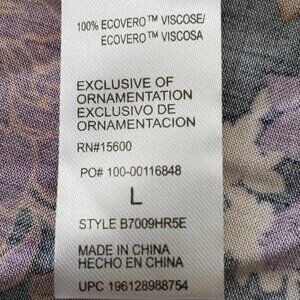 100% ECOVERO™ VISCOSE/
ECOVERO™ VISCOSA
EXCLUSIVE OF
ORNAMENTATION
EXCLUSIVO DE
ORNAMENTACION
RN#15600
PO# 100-00116848
L
STYLE B7009HR5E
MADE IN CHINA
HECHO EN CHINA
UPC 196128988754